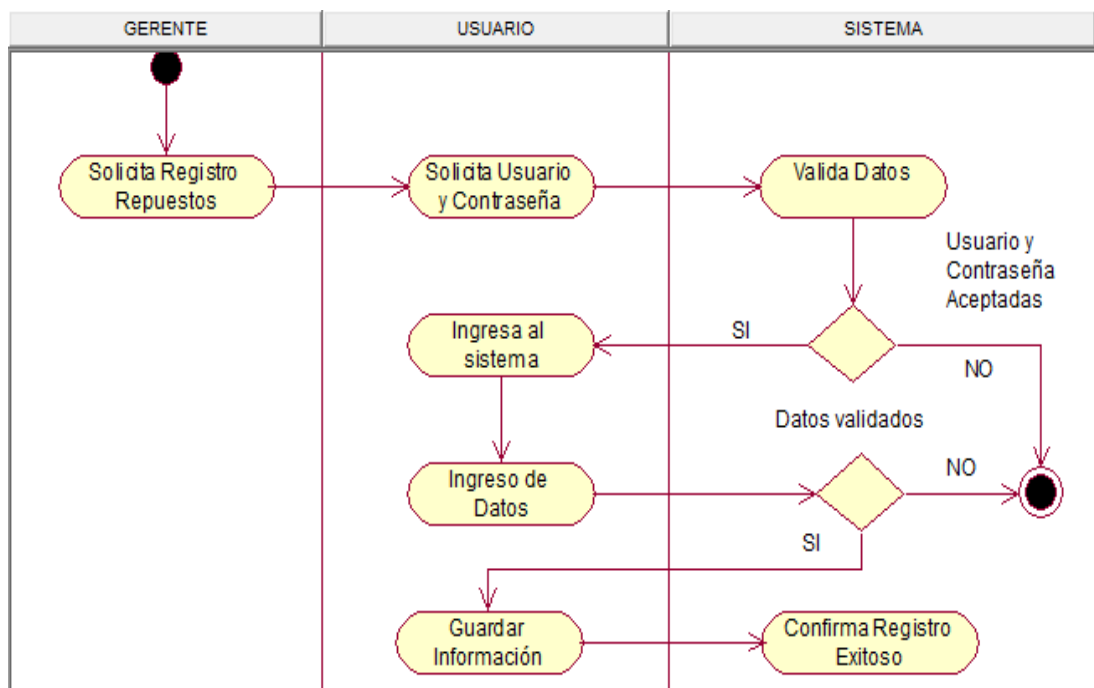 GERENTE
USUARIO
SISTEMA
Solicita Registro
Repuestos
Solicita Usuario
y Contraseña
Valida Datos
Usuario y
Contraseña
Aceptadas
Ingresa al
sistema
SI
NO
Datos validados
Ingreso de
Datos
NO
SI
Guardar
Información
Confirma Registro
Exitoso